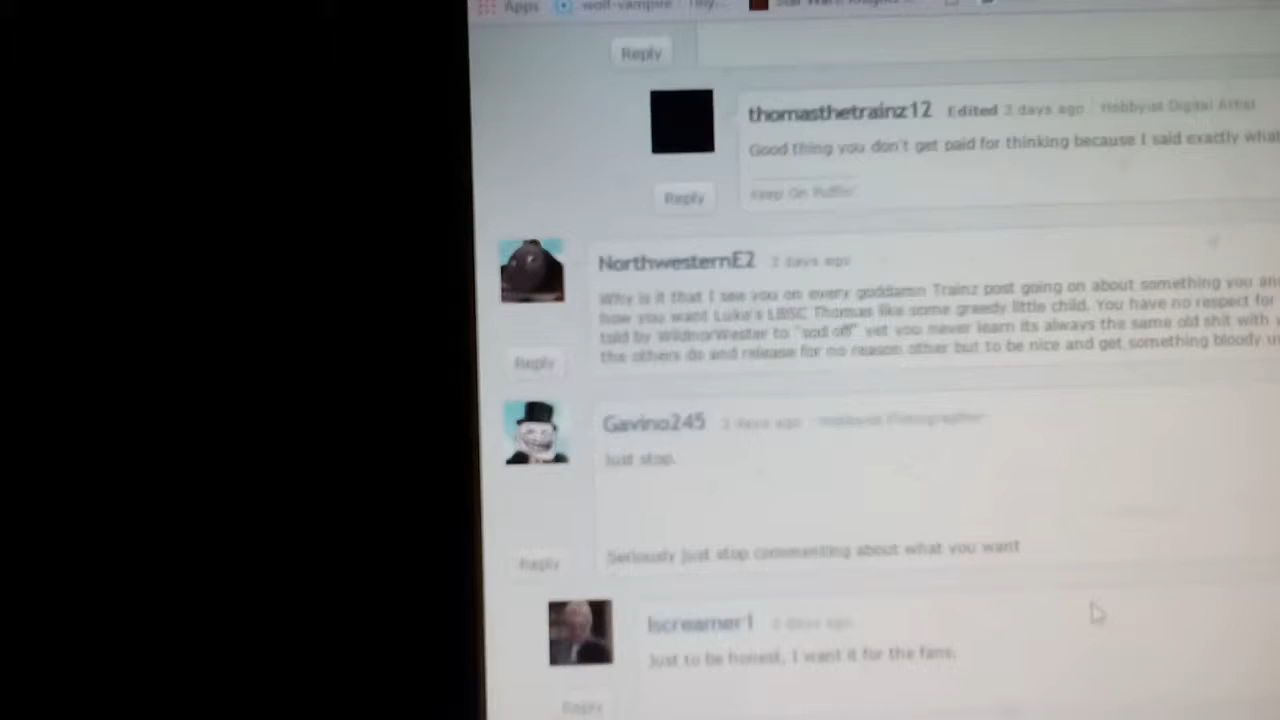 Apps wolf-vampire - Tiny...
Reply
thomasthetrainz12 Edited 3 days ago Hobbyist Digital Artist
Good thing you don't get paid for thinking because I said exactly what
Keep On Puffin'
Reply
NorthwesternE2 3 days ago
Why is it that I see you on every goddamn Trainz post going on about something you
how you want Luke's LBSC Thomas like some greedy little child. You have no respect for
told by WildnorWester to "sod off" yet you never learn its always the same old shit with
the others do and release for no reason other but to be nice and get something bloody
Reply
Gavino245 3 days ago Hobbyist Photographer
Just stop.
Seriously just stop commenting about what you want
Reply
Iscreamer1 3 days ago
Just to be honest, I want it for the fans.
Reply